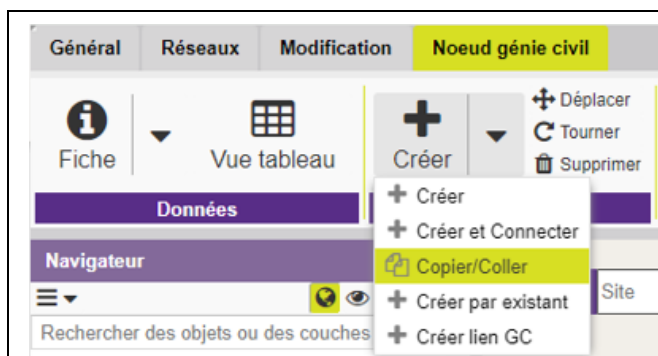 Général Réseaux Modification Noeud génie civil
Fiche
Vue tableau
Créer
Déplacer
Tourner
Supprimer
Données
Créer
Créer et Connecter
Copier/Coller
Créer par existant
Créer lien GC
Navigateur
Site
Rechercher des objets ou des couches